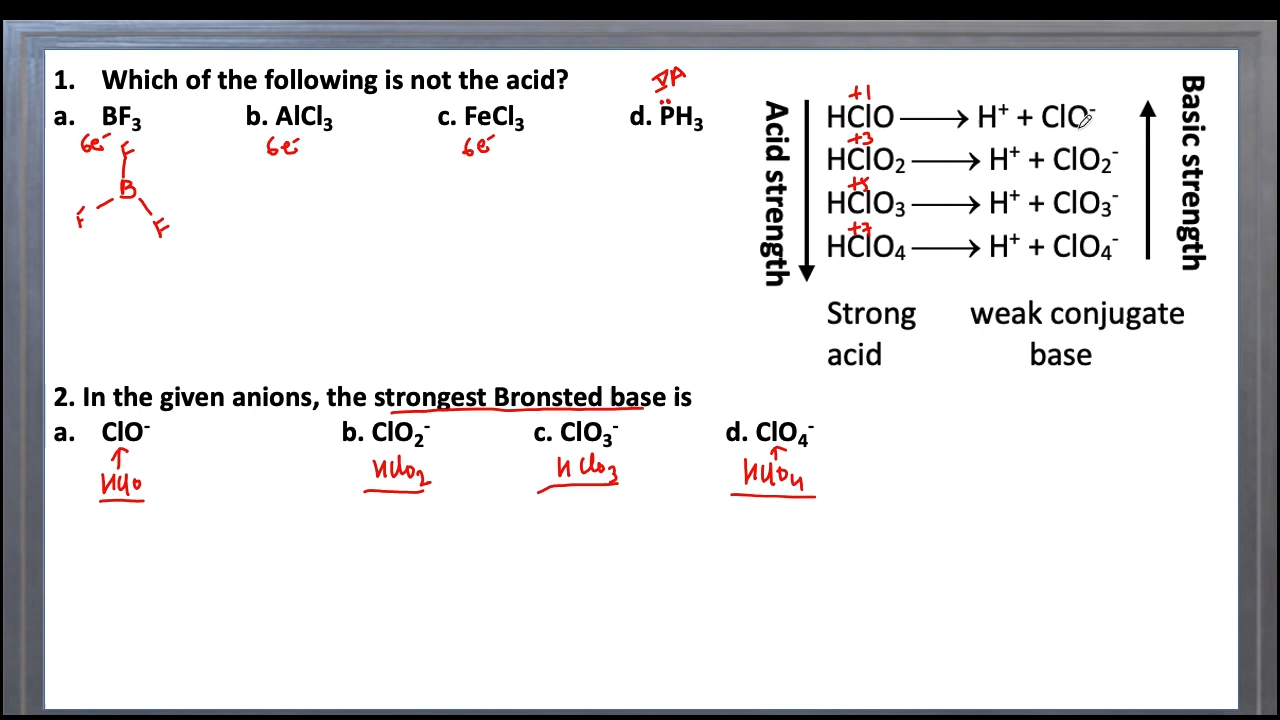 1. Which of the following is not the acid?
a. BF₃ b. AlCl₃ c. FeCl₃ d. PH₃
VA
6e⁻ 6e⁻ 6e⁻
F
B
F F
Acid strength
+1
HClO ⟶ H⁺ + ClO⁻
+3
HClO₂ ⟶ H⁺ + ClO₂⁻
+5
HClO₃ ⟶ H⁺ + ClO₃⁻
+7
HClO₄ ⟶ H⁺ + ClO₄⁻
Basic strength
Strong weak conjugate
acid base
2. In the given anions, the strongest Bronsted base is
a. ClO⁻ b. ClO₂⁻ c. ClO₃⁻ d. ClO₄⁻
HClO HClO₂ HClO₃ HClO₄